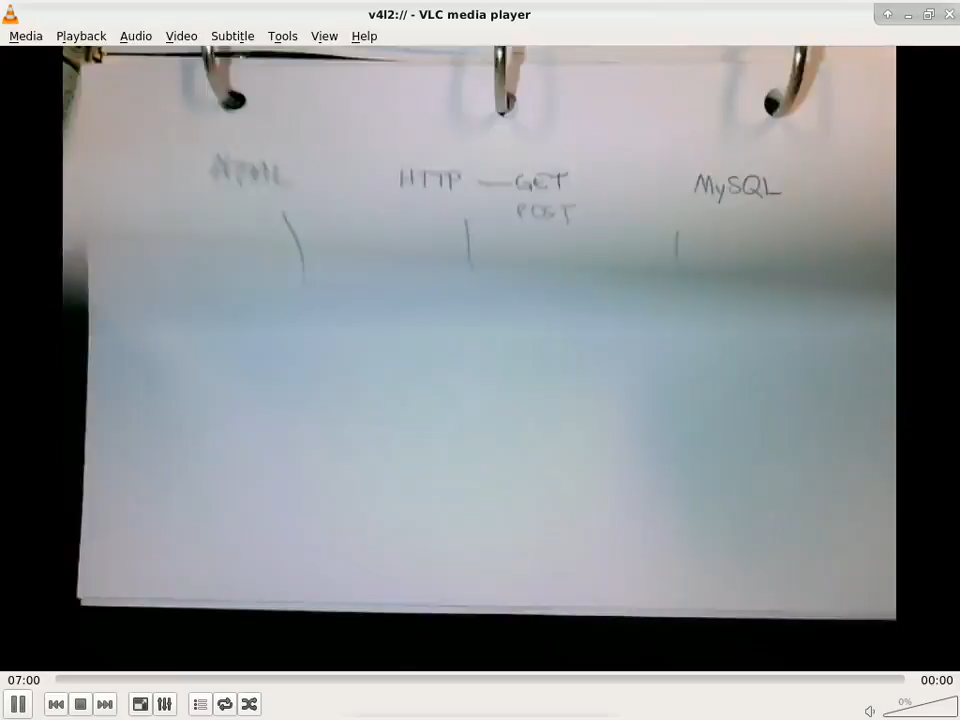 v4l2:// - VLC media player
Media Playback Audio Video Subtitle Tools View Help
HTML HTTP — GET MySQL
POST
07:00 00:00
0%